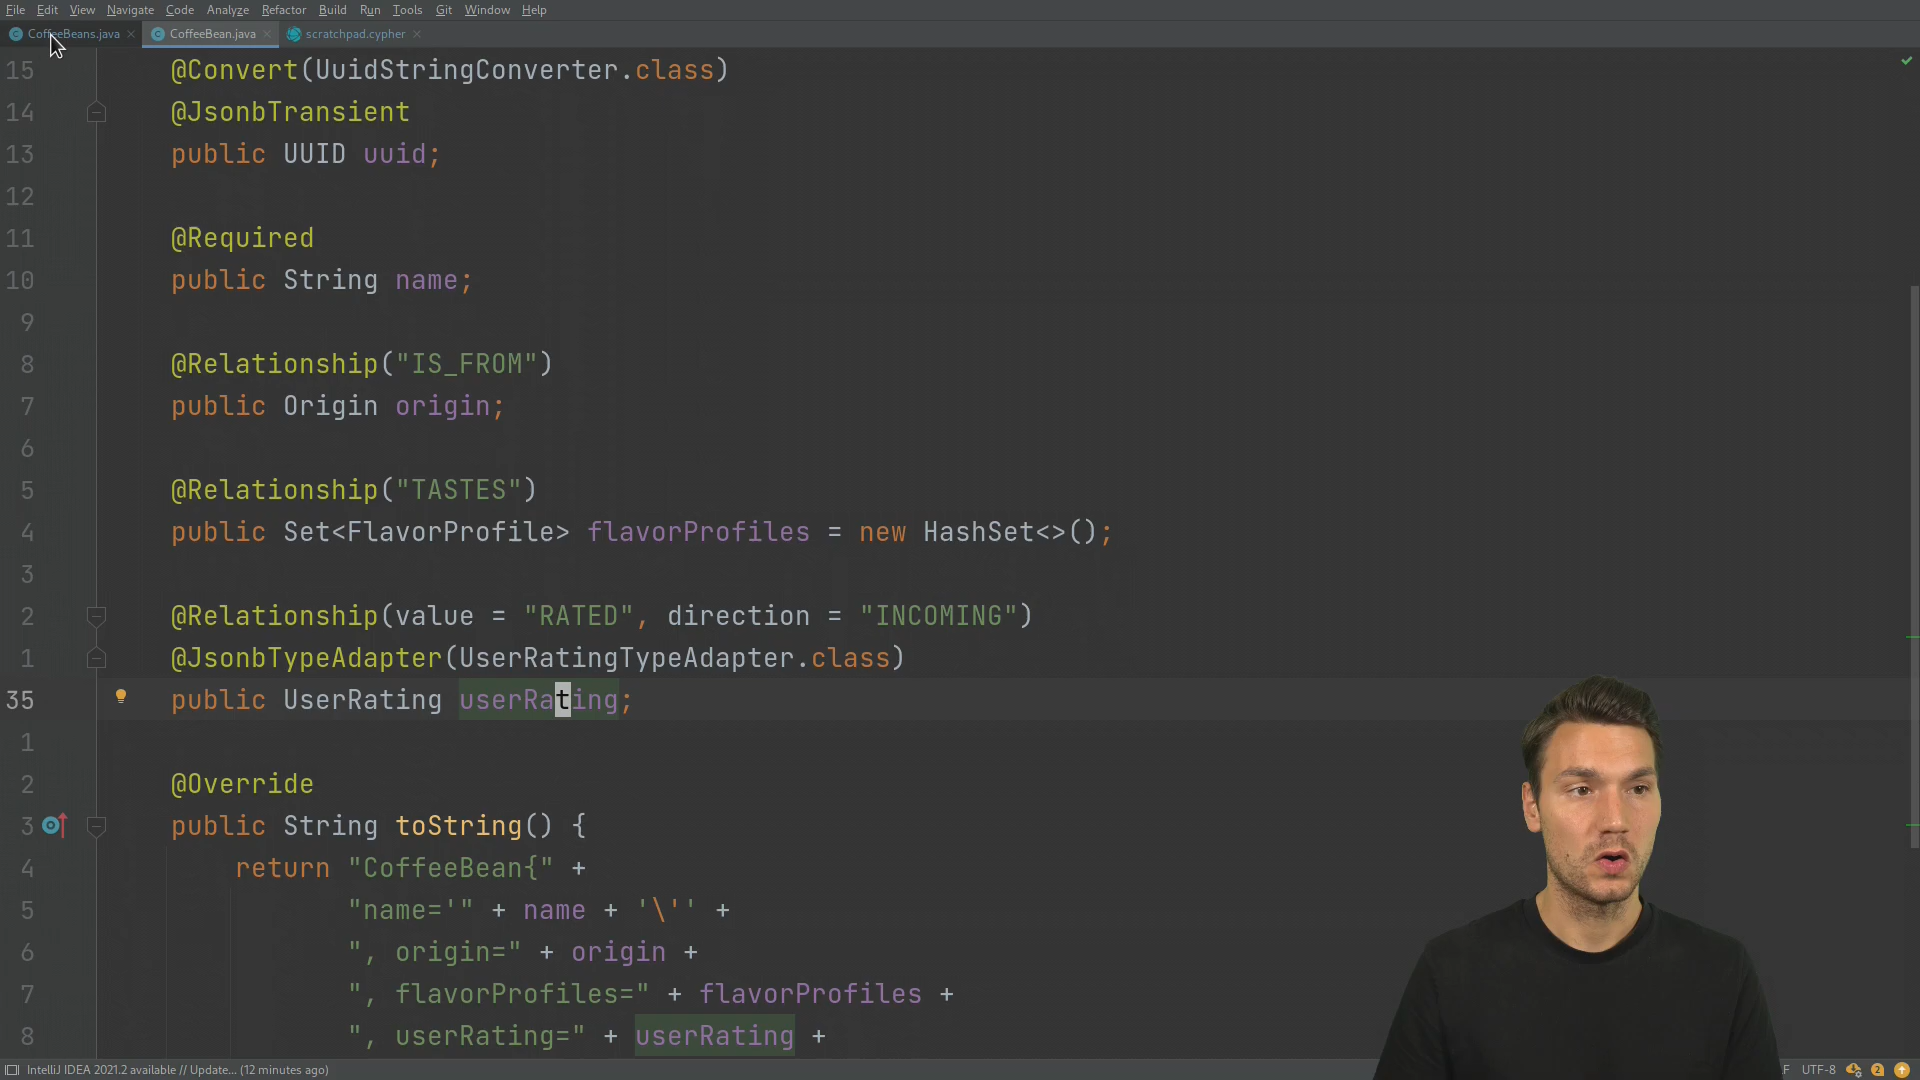 File Edit View Navigate Code Analyze Refactor Build Run Tools Git Window Help
CoffeeBeans.java CoffeeBean.java scratchpad.cypher
15 @Convert(UuidStringConverter.class)
14 @JsonbTransient
13 public UUID uuid;
12
11 @Required
10 public String name;
9
8 @Relationship("IS_FROM")
7 public Origin origin;
6
5 @Relationship("TASTES")
4 public Set<FlavorProfile> flavorProfiles = new HashSet<>();
3
2 @Relationship(value = "RATED", direction = "INCOMING")
1 @JsonbTypeAdapter(UserRatingTypeAdapter.class)
35 public UserRating userRating;
1
2 @Override
3 public String toString() {
4 return "CoffeeBean{" +
5 "name='" + name + '\'' +
6 ", origin=" + origin +
7 ", flavorProfiles=" + flavorProfiles +
8 ", userRating=" + userRating +
IntelliJ IDEA 2021.2 available // Update... (12 minutes ago) F UTF-8 2